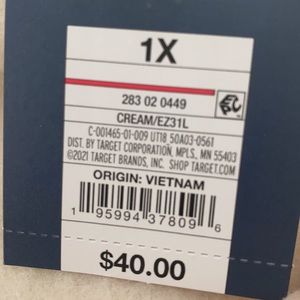 1X
283 02 0449
CREAM/EZ31L
C-001465-01-009 UT18 50A03-0561
DIST. BY TARGET CORPORATION, MPLS, MN 55403
©2021 TARGET BRANDS, INC. SHOP TARGET.COM
ORIGIN: VIETNAM
1 95994 37809 6
$40.00